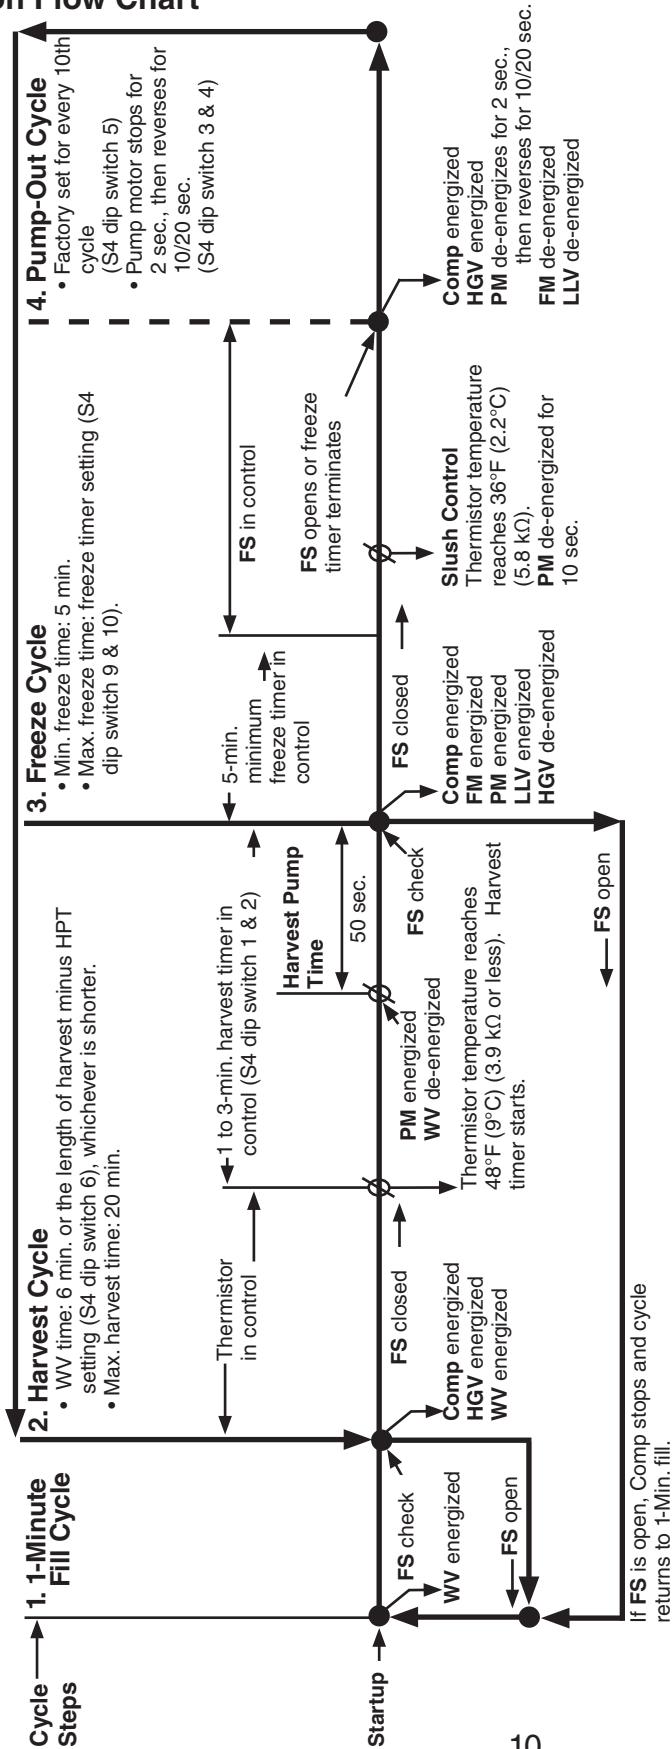 on Flow Chart
Cycle
Steps
1. 1-Minute
Fill Cycle
2. Harvest Cycle
• WV time: 6 min. or the length of harvest minus HPT
setting (S4 dip switch 6), whichever is shorter.
• Max. harvest time: 20 min.
3. Freeze Cycle
• Min. freeze time: 5 min.
• Max. freeze time: freeze timer setting (S4
dip switch 9 & 10).
4. Pump-Out Cycle
• Factory set for every 10th
cycle
(S4 dip switch 5)
• Pump motor stops for
2 sec., then reverses for
10/20 sec.
(S4 dip switch 3 & 4)
Thermistor
in control
1 to 3-min. harvest timer in
control (S4 dip switch 1 & 2)
Harvest Pump
Time
50 sec.
5-min.
minimum
freeze timer in
control
FS in control
FS opens or freeze
timer terminates
Startup
FS check
WV energized
FS open
FS closed
Comp energized
HGV energized
WV energized
PM energized
WV de-energized
Thermistor temperature reaches
48°F (9°C) (3.9 kΩ or less). Harvest
timer starts.
FS check
FS closed
Comp energized
FM energized
PM energized
LLV energized
HGV de-energized
Slush Control
Thermistor temperature
reaches 36°F (2.2°C)
(5.8 kΩ).
PM de-energized for
10 sec.
Comp energized
HGV energized
PM de-energizes for 2 sec.,
then reverses for 10/20 sec.
FM de-energized
LLV de-energized
FS open
If FS is open, Comp stops and cycle
returns to 1-Min. fill.
10